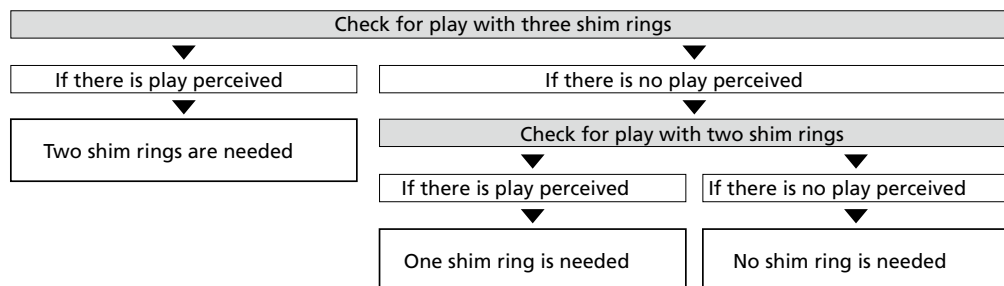 Check for play with three shim rings
If there is play perceived
If there is no play perceived
Two shim rings are needed
Check for play with two shim rings
If there is play perceived
If there is no play perceived
One shim ring is needed
No shim ring is needed